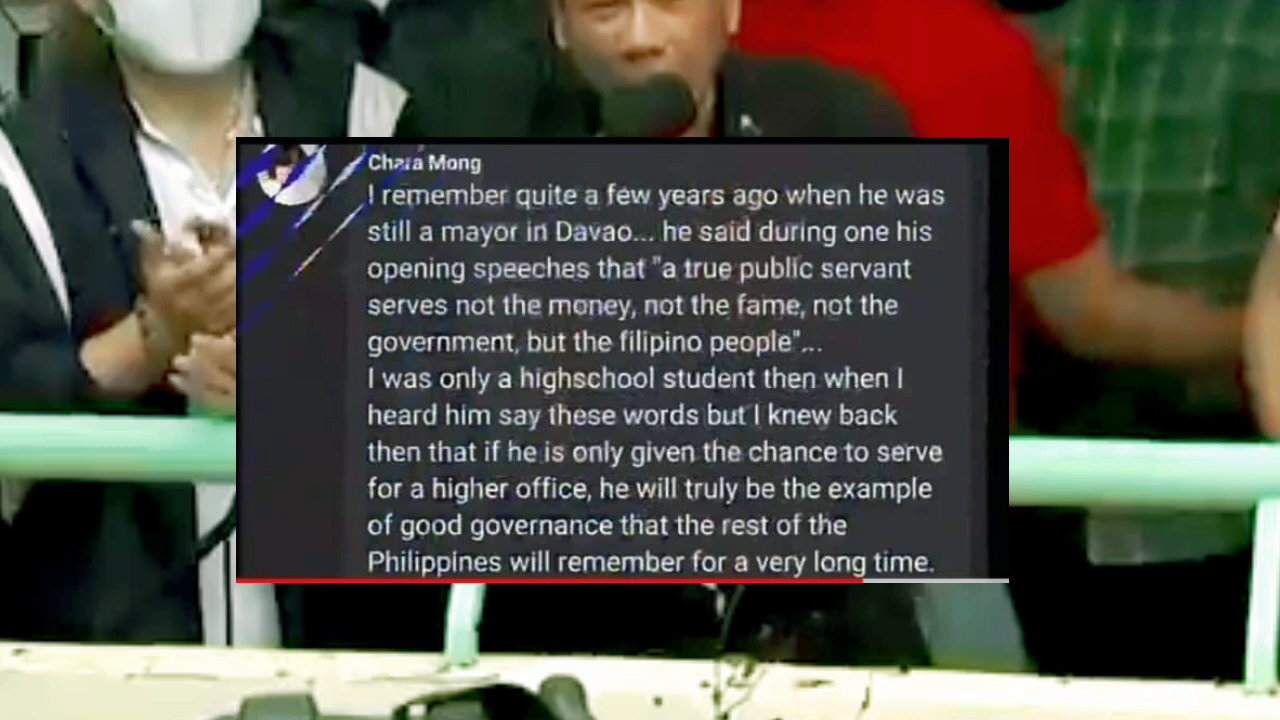 Chara Mong
I remember quite a few years ago when he was
still a mayor in Davao... he said during one his
opening speeches that "a true public servant
serves not the money, not the fame, not the
government, but the filipino people"...
I was only a highschool student then when I
heard him say these words but I knew back
then that if he is only given the chance to serve
for a higher office, he will truly be the example
of good governance that the rest of the
Philippines will remember for a very long time.